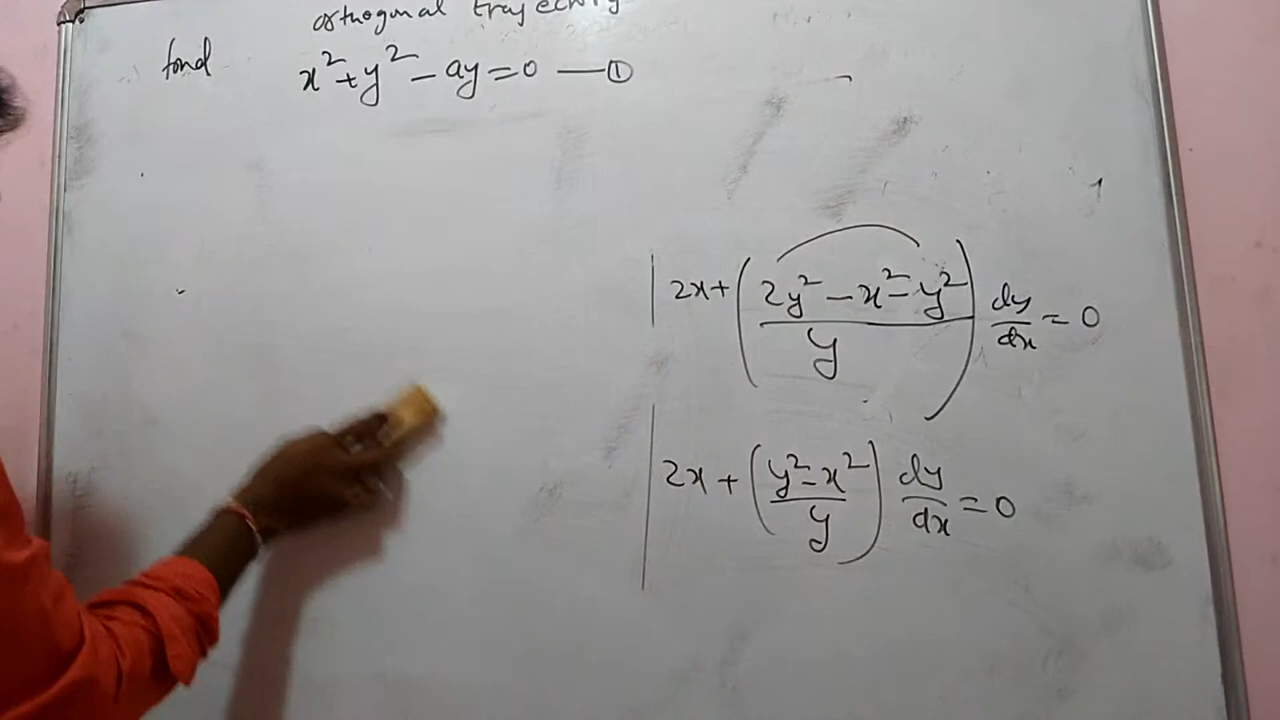 orthogonal trajectory
find x² + y² - ay = 0 —①
2x + (2y² - x² - y² / y) dy/dx = 0
2x + (y² - x² / y) dy/dx = 0